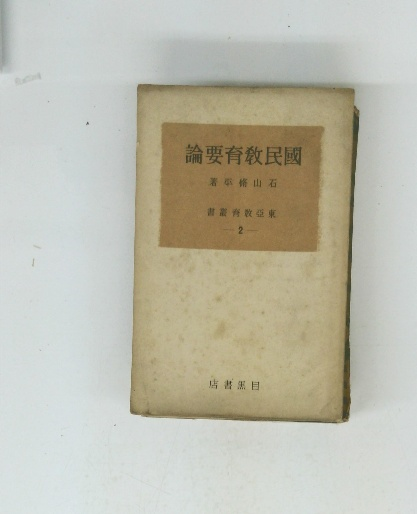 國民教育要論
石山脩平著
東亞教育叢書
—2—
目黑書店